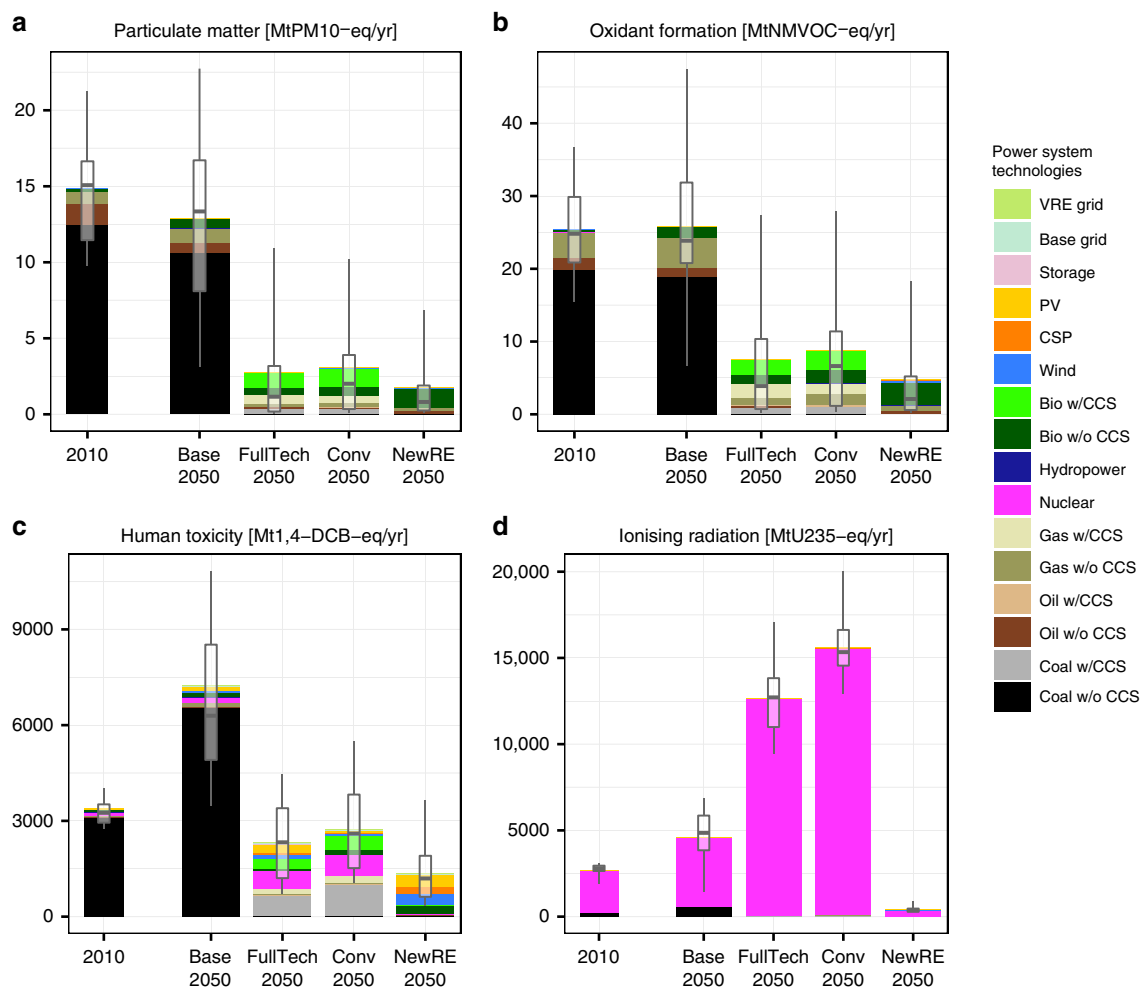 a
Particulate matter [MtPM10−eq/yr]
20
15
10
5
0
2010
Base 2050
FullTech 2050
Conv 2050
NewRE 2050
b
Oxidant formation [MtNMVOC−eq/yr]
40
30
20
10
0
2010
Base 2050
FullTech 2050
Conv 2050
NewRE 2050
Power system
technologies
VRE grid
Base grid
Storage
PV
CSP
Wind
Bio w/CCS
Bio w/o CCS
Hydropower
Nuclear
Gas w/CCS
Gas w/o CCS
Oil w/CCS
Oil w/o CCS
Coal w/CCS
Coal w/o CCS
c
Human toxicity [Mt1,4−DCB−eq/yr]
9000
6000
3000
0
2010
Base 2050
FullTech 2050
Conv 2050
NewRE 2050
d
Ionising radiation [MtU235−eq/yr]
20,000
15,000
10,000
5000
0
2010
Base 2050
FullTech 2050
Conv 2050
NewRE 2050